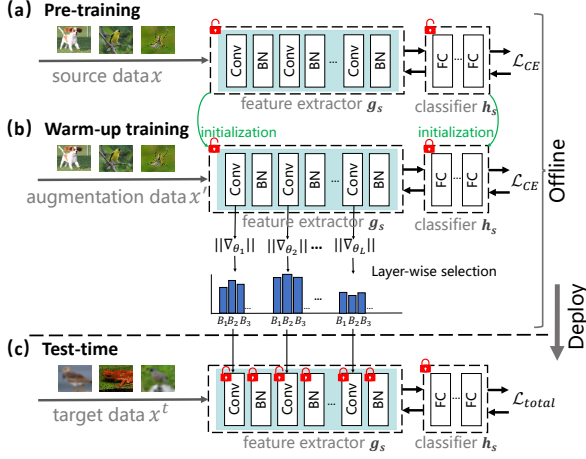 (a) Pre-training
source data x
Conv BN Conv BN ... Conv BN
feature extractor g_s
FC ... FC
classifier h_s
ℒ_CE
initialization initialization
(b) Warm-up training
augmentation data x′
Conv BN Conv BN ... Conv BN
feature extractor g_s
FC ... FC
classifier h_s
ℒ_CE
||∇_θ₁|| ||∇_θ₂|| ... ||∇_θ_L||
Layer-wise selection
... ... ... ...
B₁ B₂ B₃ B₁ B₂ B₃ B₁ B₂ B₃
Offline
Deploy
(c) Test-time
target data x^t
Conv BN Conv BN ... Conv BN
feature extractor g_s
FC ... FC
classifier h_s
ℒ_total